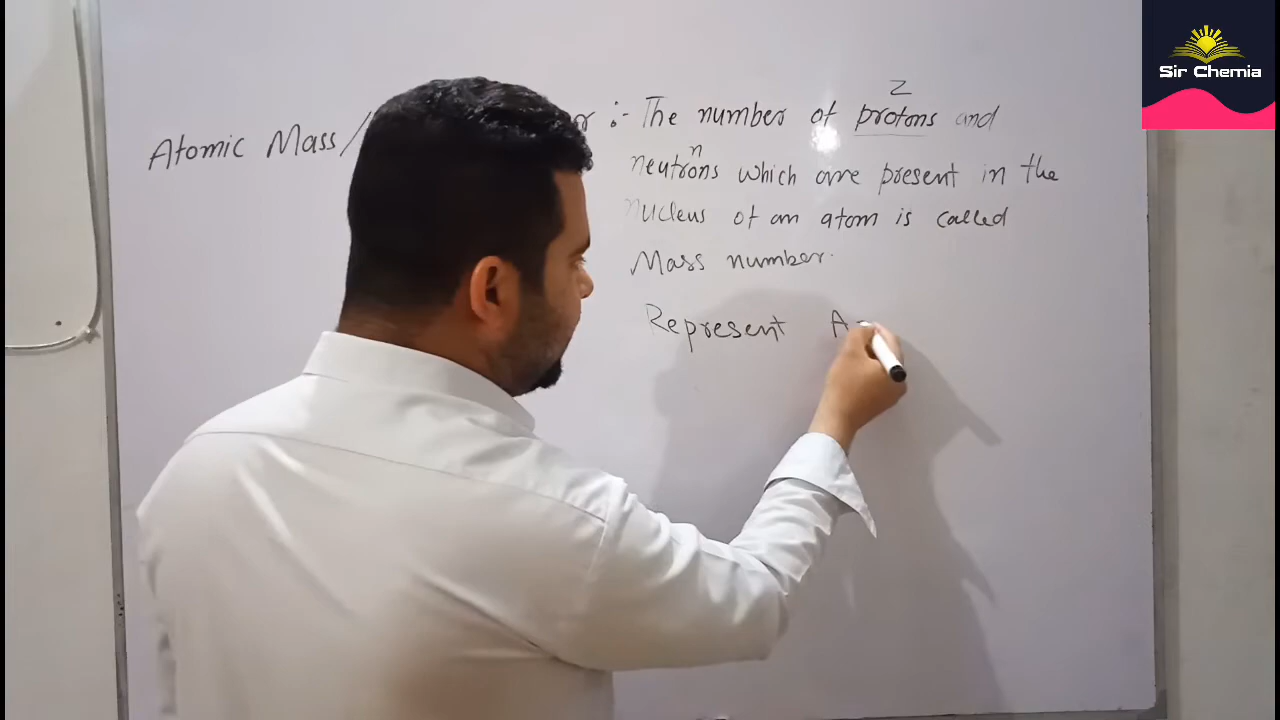 Sir Chemia
Z
Atomic Mass/ :- The number of protons and
n
neutrons which are present in the
nucleus of an atom is called
Mass number.
Represent A